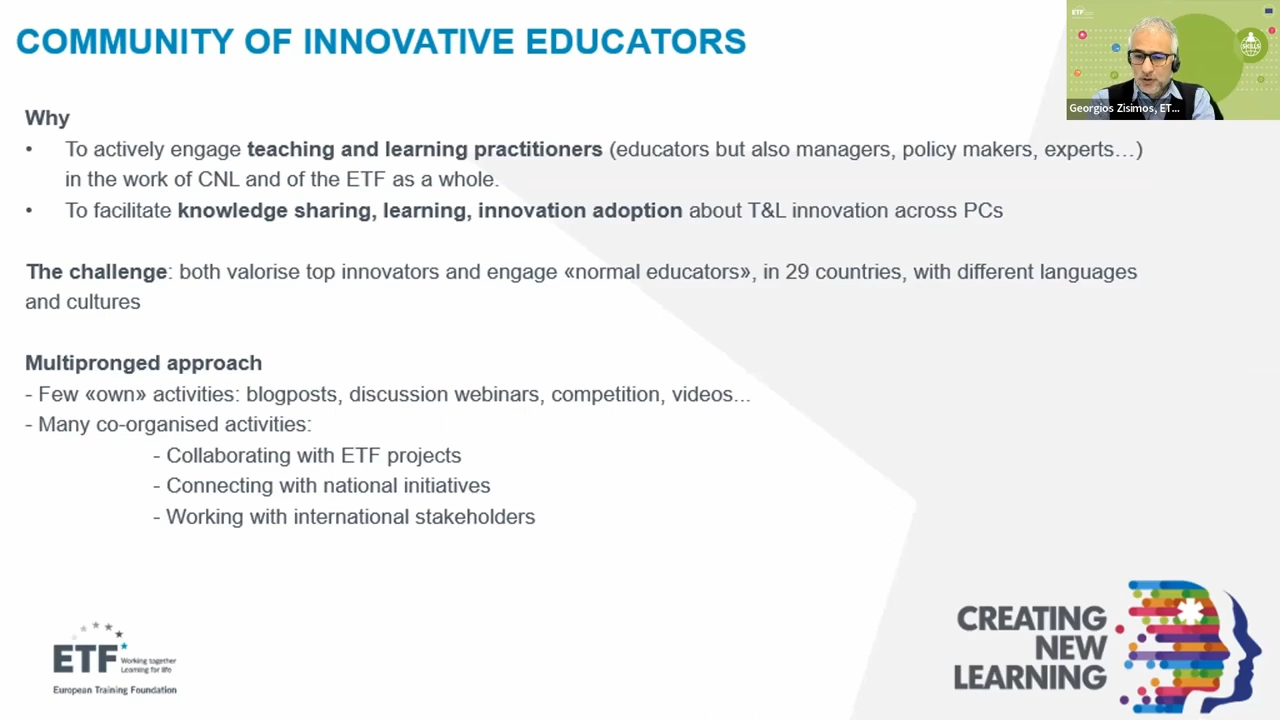 COMMUNITY OF INNOVATIVE EDUCATORS
ETF
SKILLS
Georgios Zisimos, ET...
Why
• To actively engage teaching and learning practitioners (educators but also managers, policy makers, experts…)
in the work of CNL and of the ETF as a whole.
• To facilitate knowledge sharing, learning, innovation adoption about T&L innovation across PCs
The challenge: both valorise top innovators and engage «normal educators», in 29 countries, with different languages
and cultures
Multipronged approach
- Few «own» activities: blogposts, discussion webinars, competition, videos...
- Many co-organised activities:
- Collaborating with ETF projects
- Connecting with national initiatives
- Working with international stakeholders
ETF
Working together
Learning for life
European Training Foundation
CREATING
NEW
LEARNING